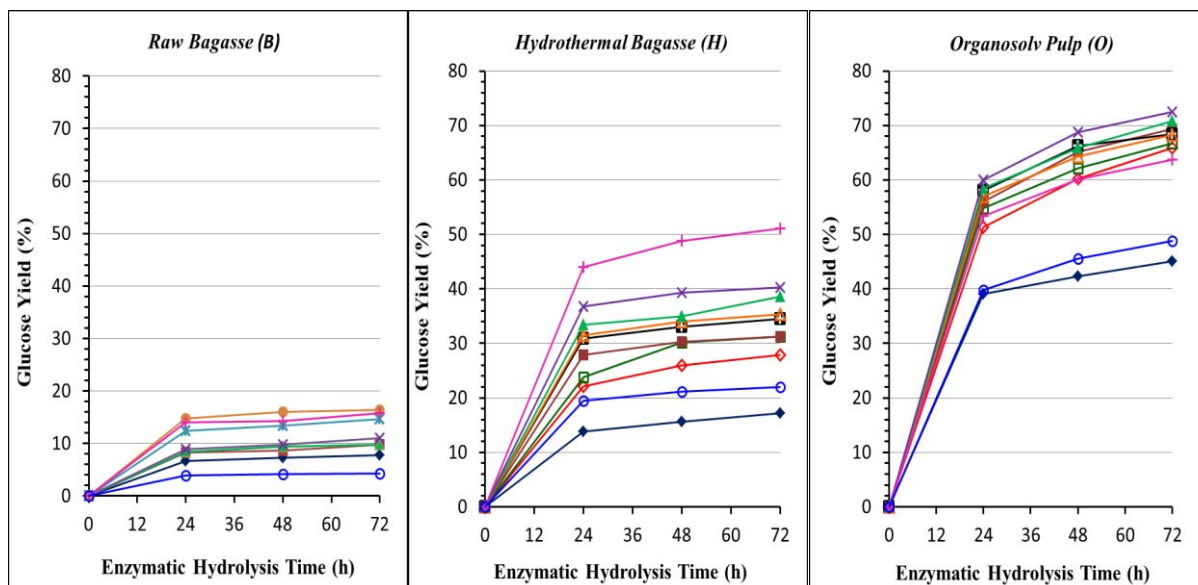 Raw Bagasse (B)
80
70
60
50
40
30
20
10
0
Glucose Yield (%)
0 12 24 36 48 60 72
Enzymatic Hydrolysis Time (h)
Hydrothermal Bagasse (H)
80
70
60
50
40
30
20
10
0
Glucose Yield (%)
0 12 24 36 48 60 72
Enzymatic Hydrolysis Time (h)
Organosolv Pulp (O)
80
70
60
50
40
30
20
10
0
Glucose Yield (%)
0 12 24 36 48 60 72
Enzymatic Hydrolysis Time (h)